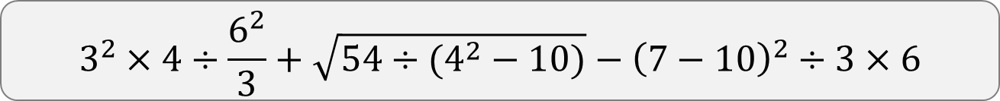 3² × 4 ÷ 6²/3 + √(54 ÷ (4² − 10)) − (7 − 10)² ÷ 3 × 6